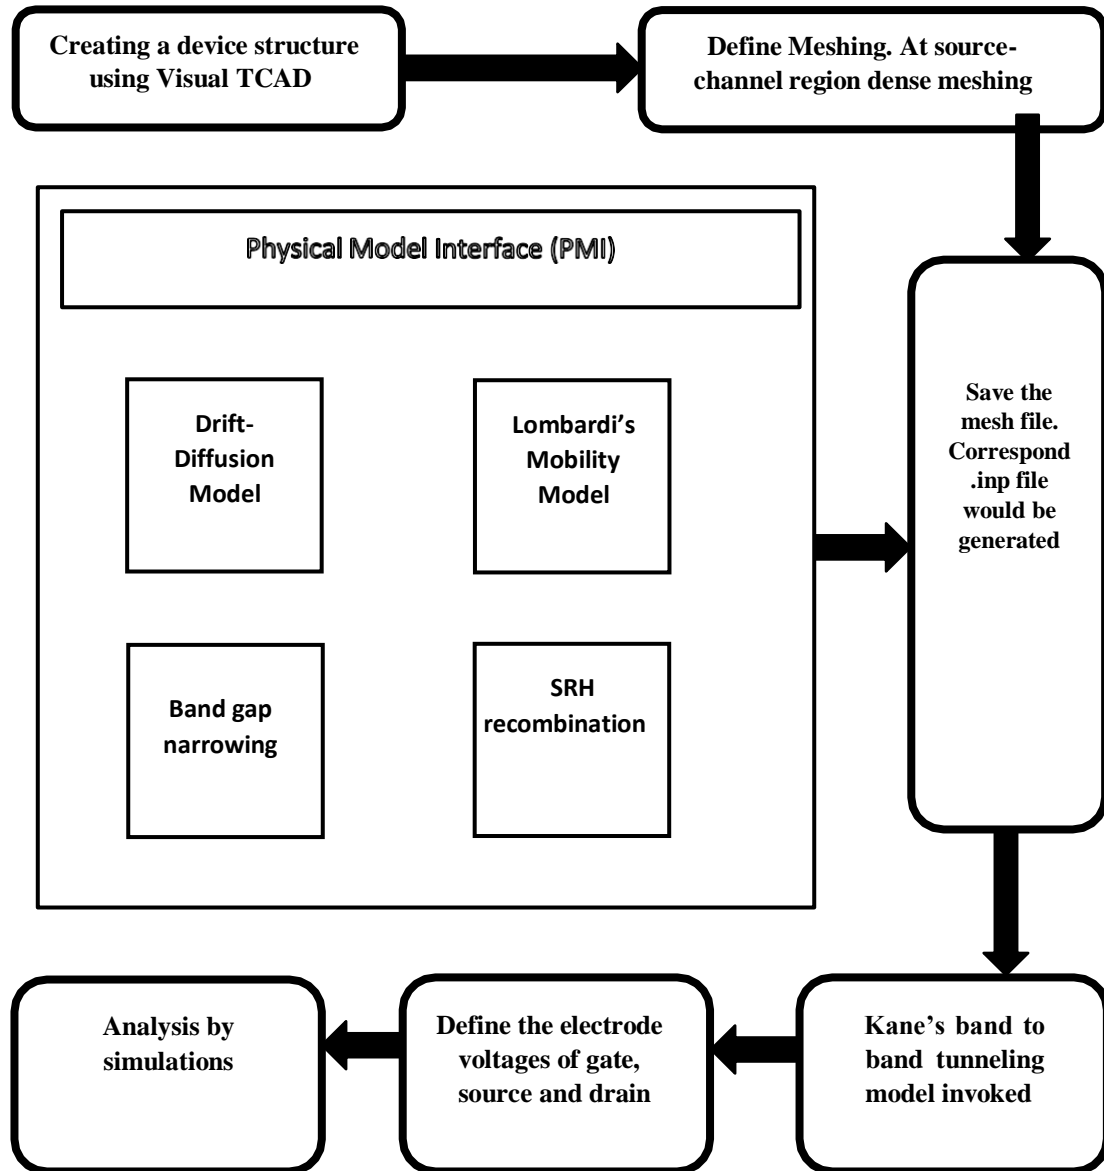 Creating a device structure
using Visual TCAD
Define Meshing. At source-
channel region dense meshing
Physical Model Interface (PMI)
Drift-
Diffusion
Model
Lombardi’s
Mobility
Model
Band gap
narrowing
SRH
recombination
Save the
mesh file.
Correspond
.inp file
would be
generated
Kane’s band to
band tunneling
model invoked
Define the electrode
voltages of gate,
source and drain
Analysis by
simulations